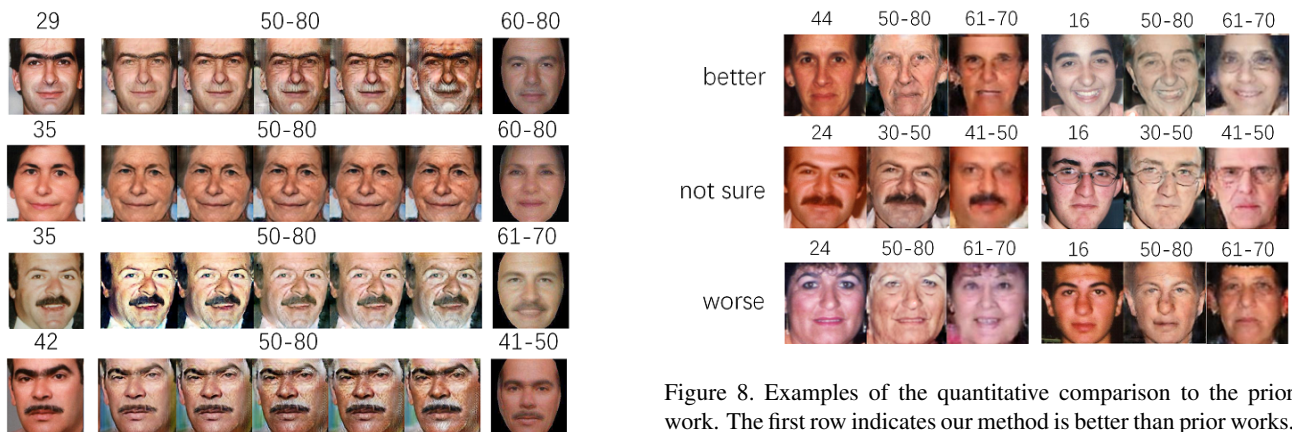 29 50-80 60-80
35 50-80 60-80
35 50-80 61-70
42 50-80 41-50
44 50-80 61-70 16 50-80 61-70
better
24 30-50 41-50 16 30-50 41-50
not sure
24 50-80 61-70 16 50-80 61-70
worse
Figure 8. Examples of the quantitative comparison to the prior
work. The first row indicates our method is better than prior works.